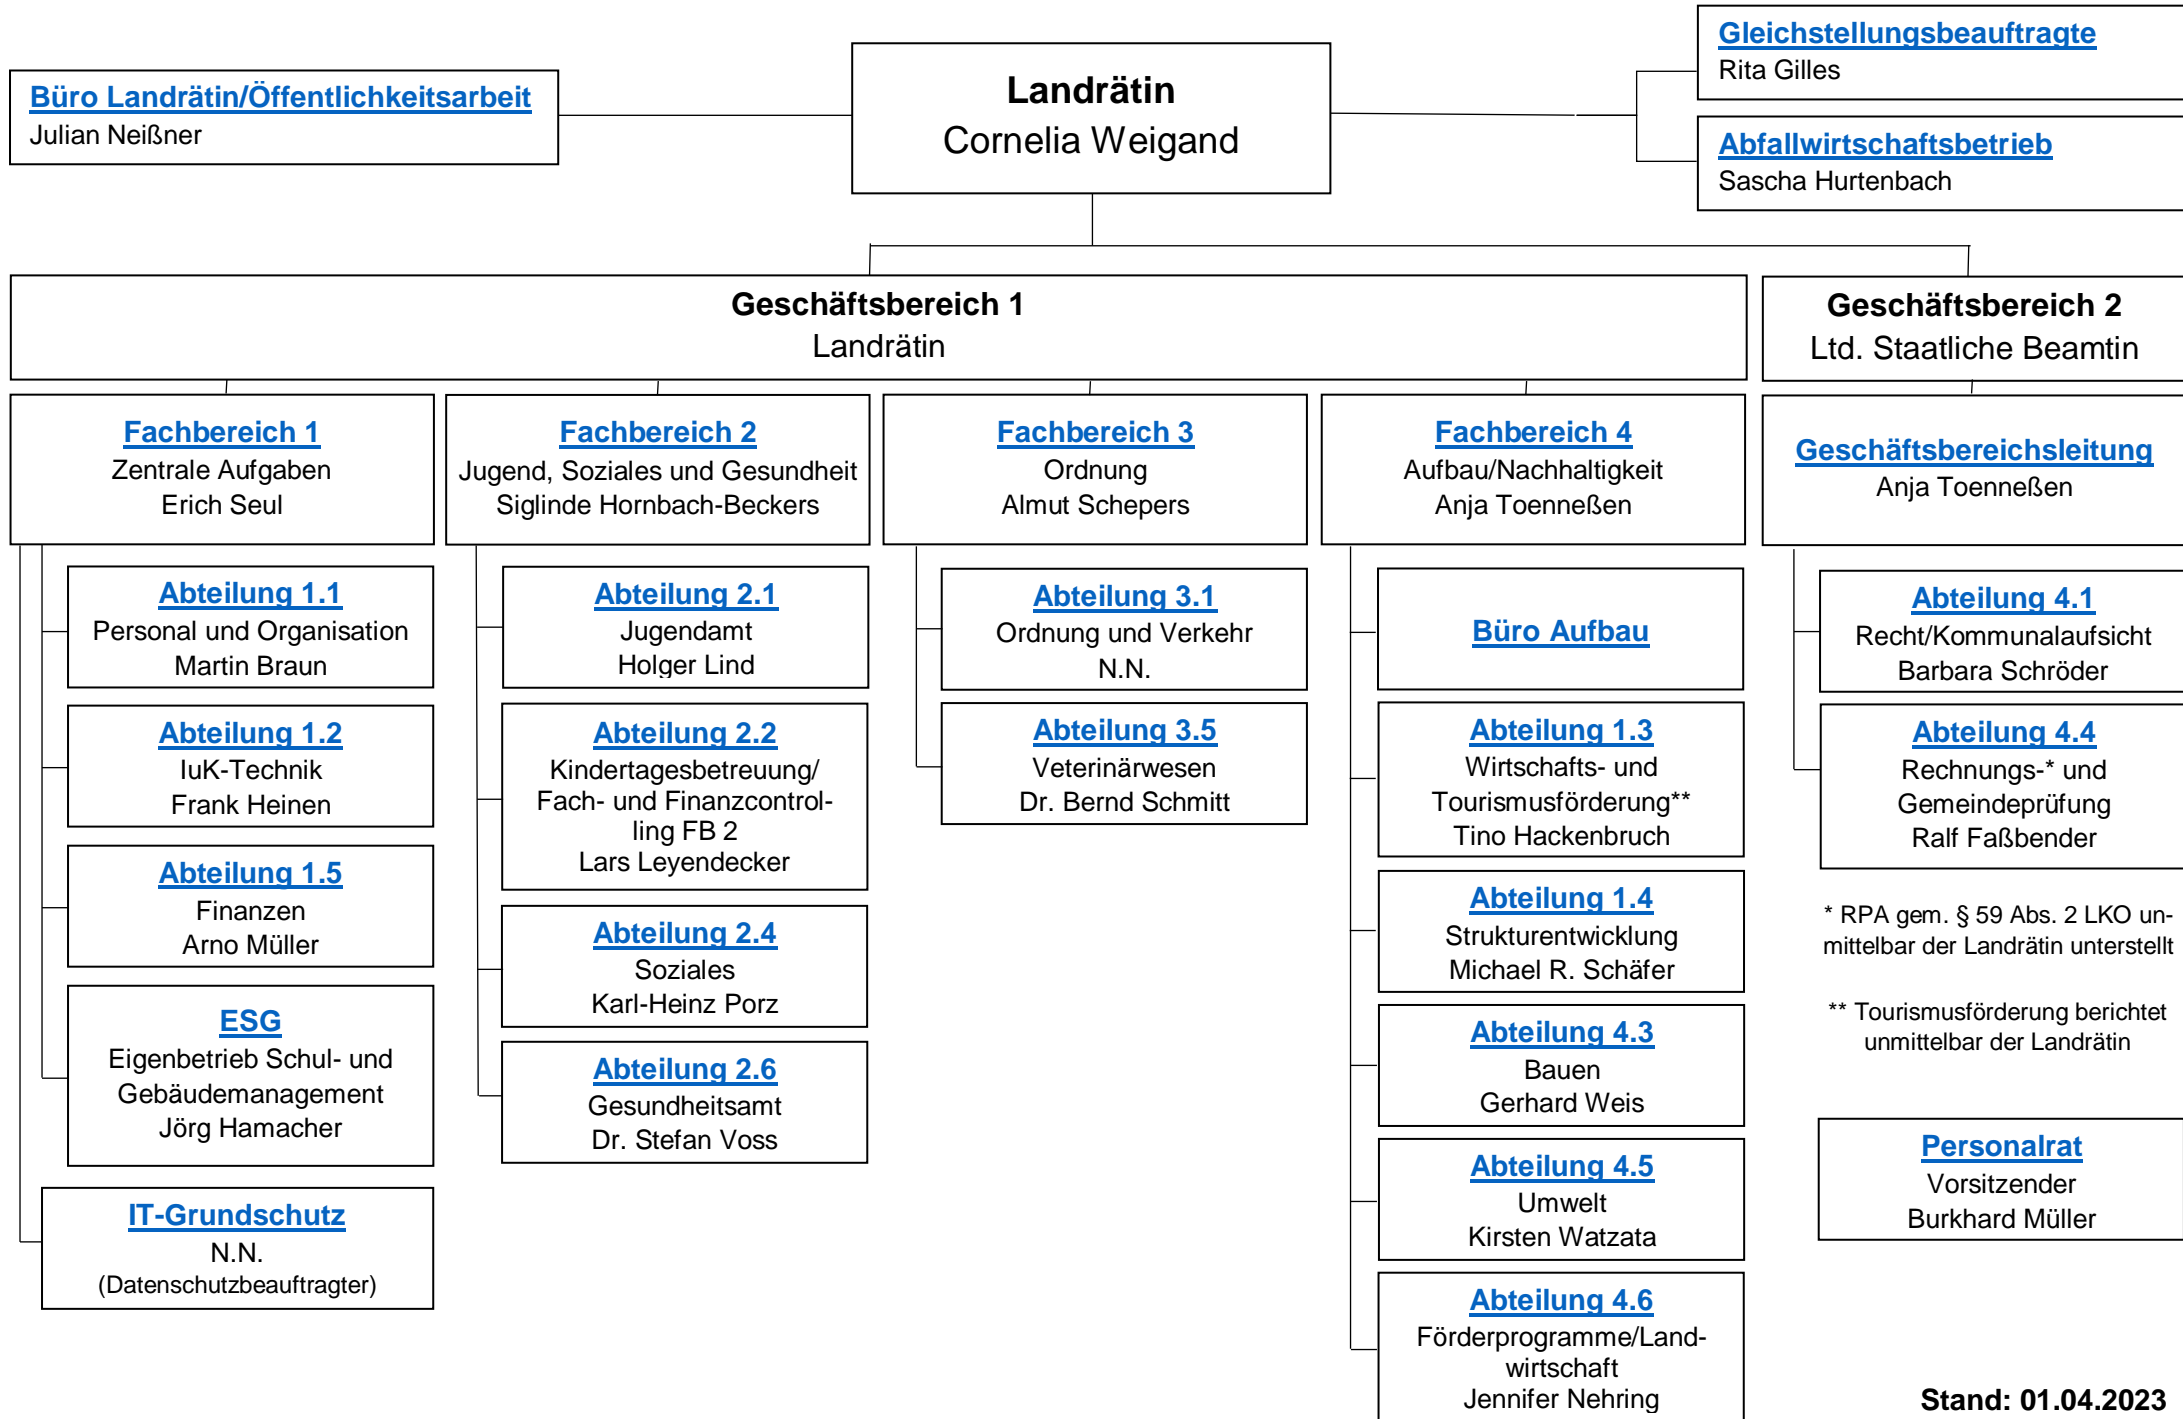 Büro Landrätin/Öffentlichkeitsarbeit
Julian Neißner
Landrätin
Cornelia Weigand
Gleichstellungsbeauftragte
Rita Gilles
Abfallwirtschaftsbetrieb
Sascha Hurtenbach
Geschäftsbereich 1
Landrätin
Geschäftsbereich 2
Ltd. Staatliche Beamtin
Fachbereich 1
Zentrale Aufgaben
Erich Seul
Abteilung 1.1
Personal und Organisation
Martin Braun
Abteilung 1.2
IuK-Technik
Frank Heinen
Abteilung 1.5
Finanzen
Arno Müller
ESG
Eigenbetrieb Schul- und
Gebäudemanagement
Jörg Hamacher
IT-Grundschutz
N.N.
(Datenschutzbeauftragter)
Fachbereich 2
Jugend, Soziales und Gesundheit
Siglinde Hornbach-Beckers
Abteilung 2.1
Jugendamt
Holger Lind
Abteilung 2.2
Kindertagesbetreuung/
Fach- und Finanzcontrol-
ling FB 2
Lars Leyendecker
Abteilung 2.4
Soziales
Karl-Heinz Porz
Abteilung 2.6
Gesundheitsamt
Dr. Stefan Voss
Fachbereich 3
Ordnung
Almut Schepers
Abteilung 3.1
Ordnung und Verkehr
N.N.
Abteilung 3.5
Veterinärwesen
Dr. Bernd Schmitt
Fachbereich 4
Aufbau/Nachhaltigkeit
Anja Toenneßen
Büro Aufbau
Abteilung 1.3
Wirtschafts- und
Tourismusförderung**
Tino Hackenbruch
Abteilung 1.4
Strukturentwicklung
Michael R. Schäfer
Abteilung 4.3
Bauen
Gerhard Weis
Abteilung 4.5
Umwelt
Kirsten Watzata
Abteilung 4.6
Förderprogramme/Land-
wirtschaft
Jennifer Nehring
Geschäftsbereichsleitung
Anja Toenneßen
Abteilung 4.1
Recht/Kommunalaufsicht
Barbara Schröder
Abteilung 4.4
Rechnungs-* und
Gemeindeprüfung
Ralf Faßbender
* RPA gem. § 59 Abs. 2 LKO un-
mittelbar der Landrätin unterstellt
** Tourismusförderung berichtet
unmittelbar der Landrätin
Personalrat
Vorsitzender
Burkhard Müller
Stand: 01.04.2023